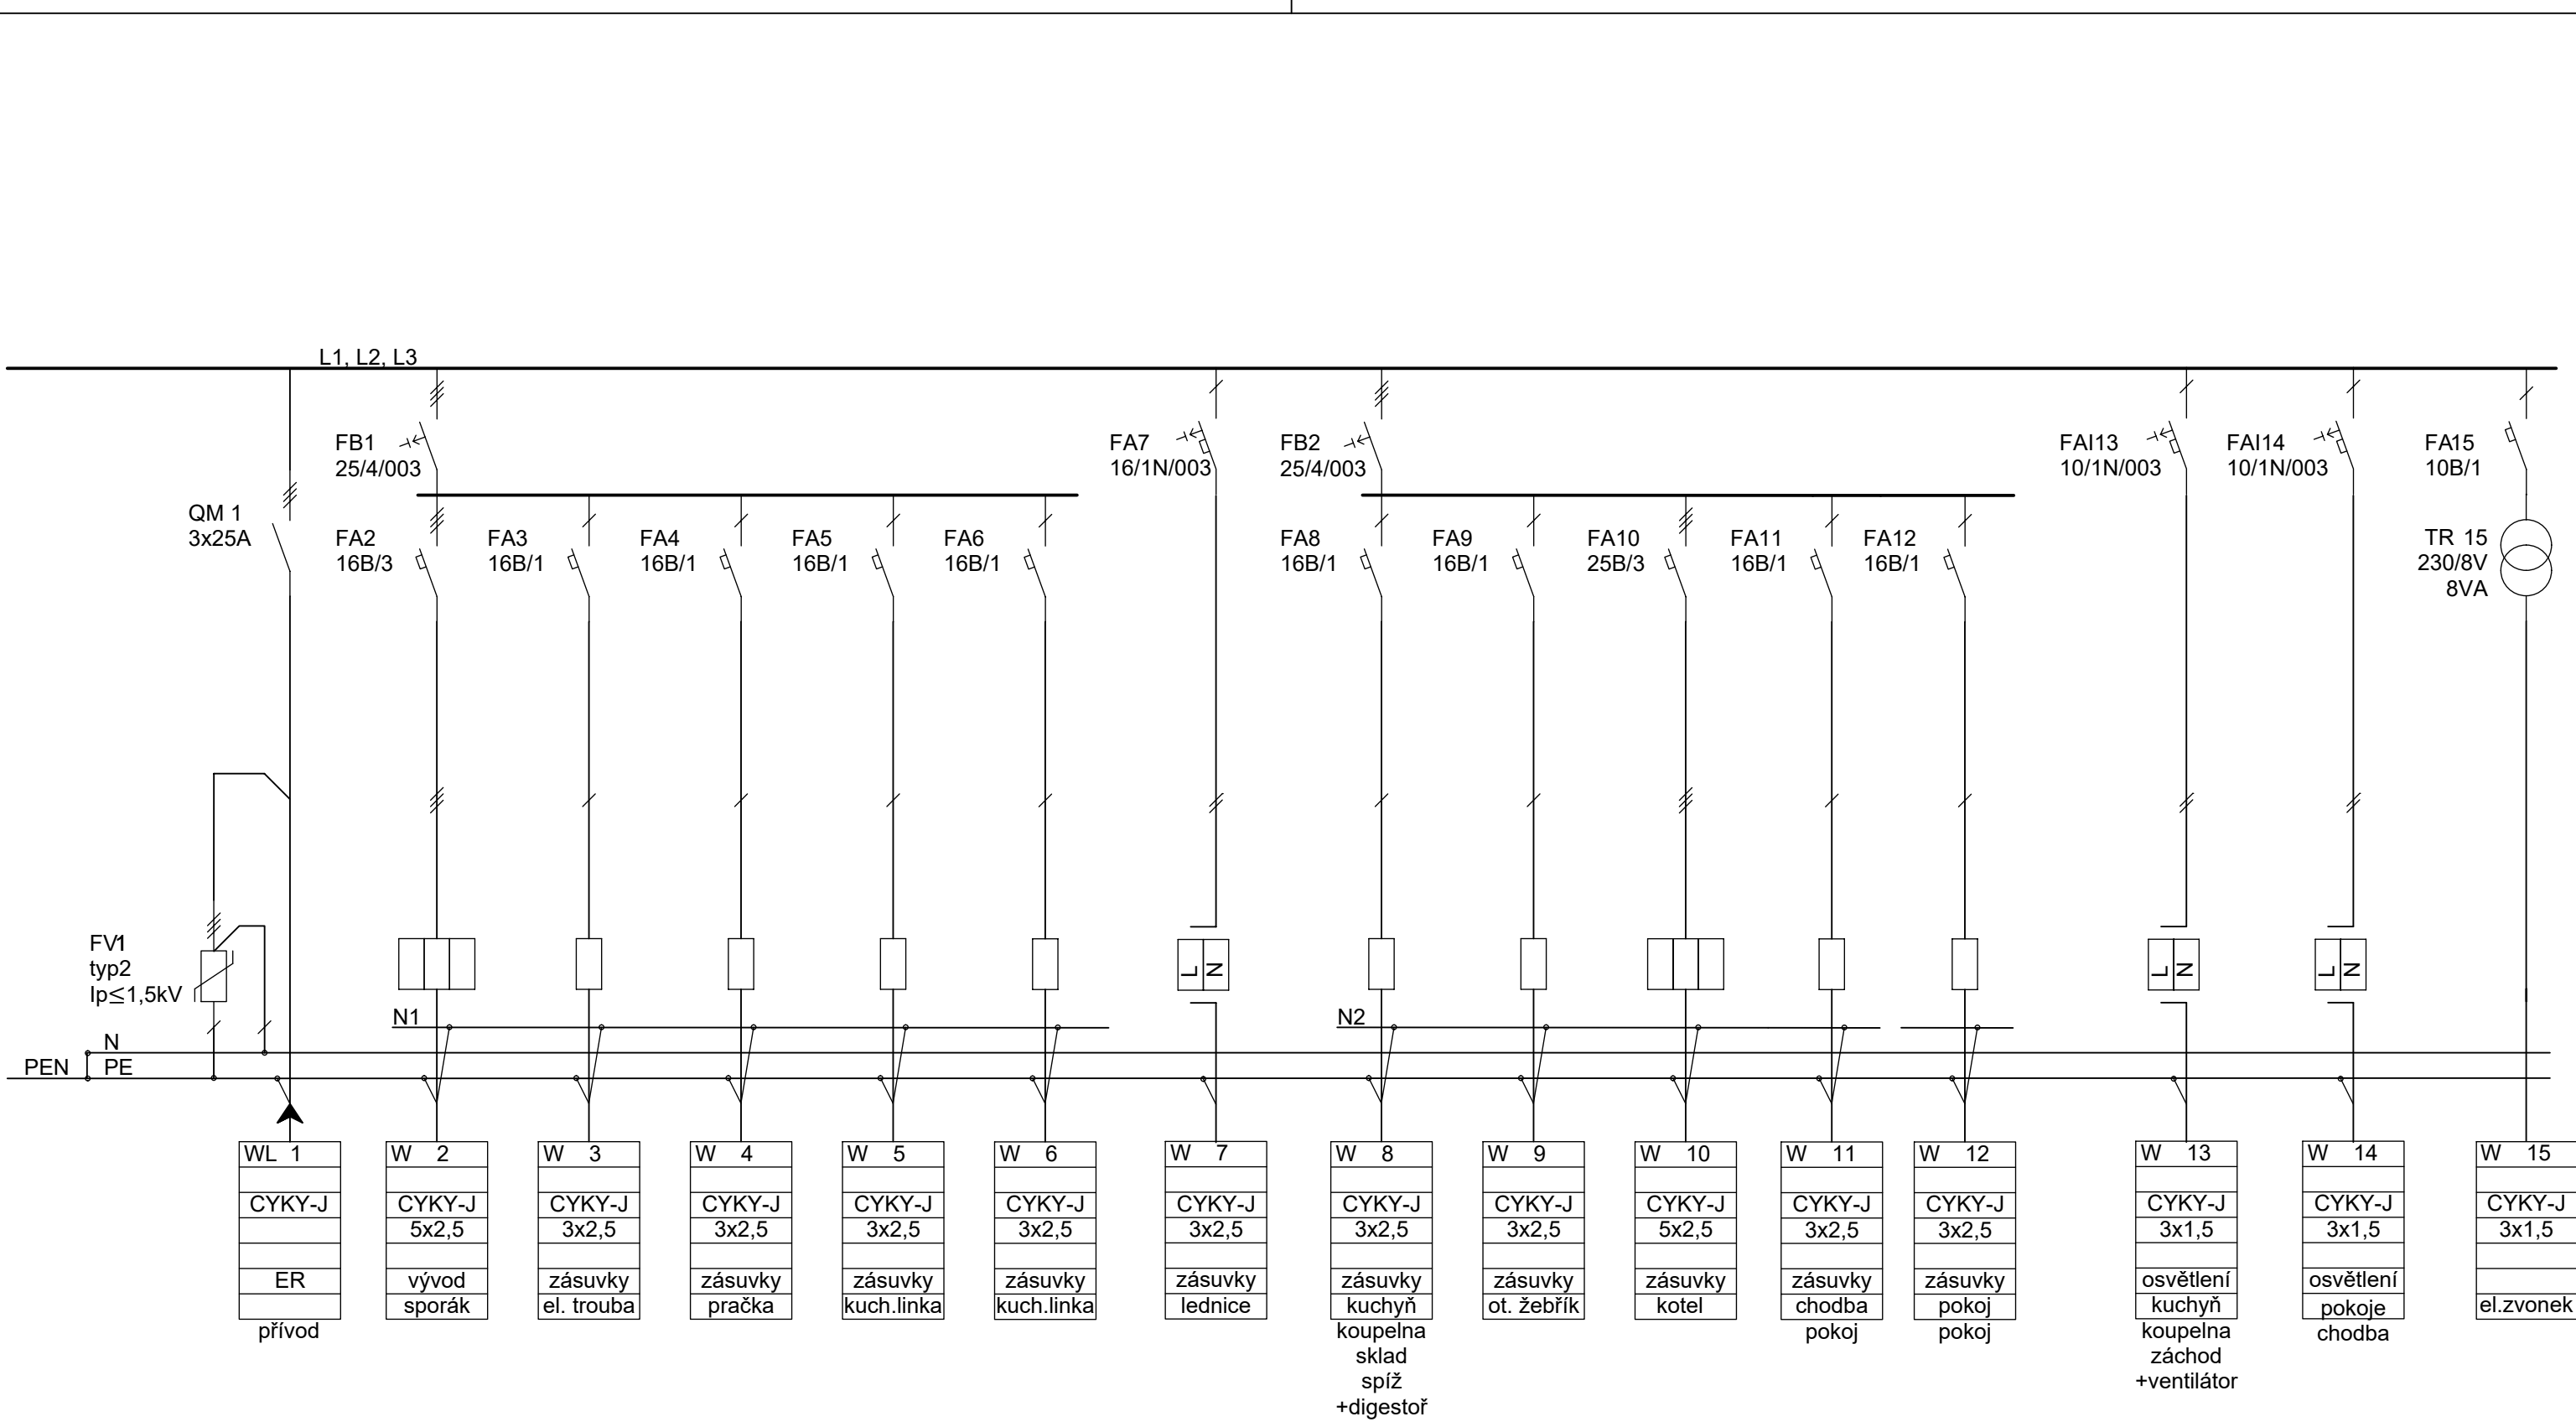 L1, L2, L3
FB1
25/4/003
FA7
16/1N/003
FB2
25/4/003
FAI13
10/1N/003
FAI14
10/1N/003
FA15
10B/1
QM 1
3x25A
FA2
16B/3
FA3
16B/1
FA4
16B/1
FA5
16B/1
FA6
16B/1
FA8
16B/1
FA9
16B/1
FA10
25B/3
FA11
16B/1
FA12
16B/1
TR 15
230/8V
8VA
FV1
typ2
Ip≤1,5kV
L N
L N
L N
N1
N2
N
PEN PE
WL 1
CYKY-J
ER
přívod
W 2
CYKY-J
5x2,5
vývod
sporák
W 3
CYKY-J
3x2,5
zásuvky
el. trouba
W 4
CYKY-J
3x2,5
zásuvky
pračka
W 5
CYKY-J
3x2,5
zásuvky
kuch.linka
W 6
CYKY-J
3x2,5
zásuvky
kuch.linka
W 7
CYKY-J
3x2,5
zásuvky
lednice
W 8
CYKY-J
3x2,5
zásuvky
kuchyň
koupelna
sklad
spíž
+digestoř
W 9
CYKY-J
3x2,5
zásuvky
ot. žebřík
W 10
CYKY-J
5x2,5
zásuvky
kotel
W 11
CYKY-J
3x2,5
zásuvky
chodba
pokoj
W 12
CYKY-J
3x2,5
zásuvky
pokoj
pokoj
W 13
CYKY-J
3x1,5
osvětlení
kuchyň
koupelna
záchod
+ventilátor
W 14
CYKY-J
3x1,5
osvětlení
pokoje
chodba
W 15
CYKY-J
3x1,5
el.zvonek